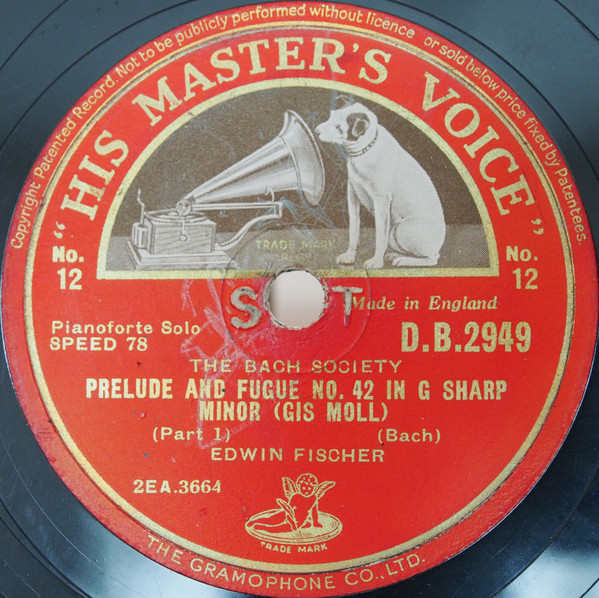 Copyright Patented Record. Not to be publicly performed without licence or sold below price fixed by Patentees.
"HIS MASTER'S VOICE"
TRADE MARK
No. 12
No. 12
S T
Made in England
Pianoforte Solo
SPEED 78
D.B.2949
THE BACH SOCIETY
PRELUDE AND FUGUE NO. 42 IN G SHARP
MINOR (GIS MOLL)
(Part 1) (Bach)
EDWIN FISCHER
2EA.3664
TRADE MARK
THE GRAMOPHONE CO., LTD.